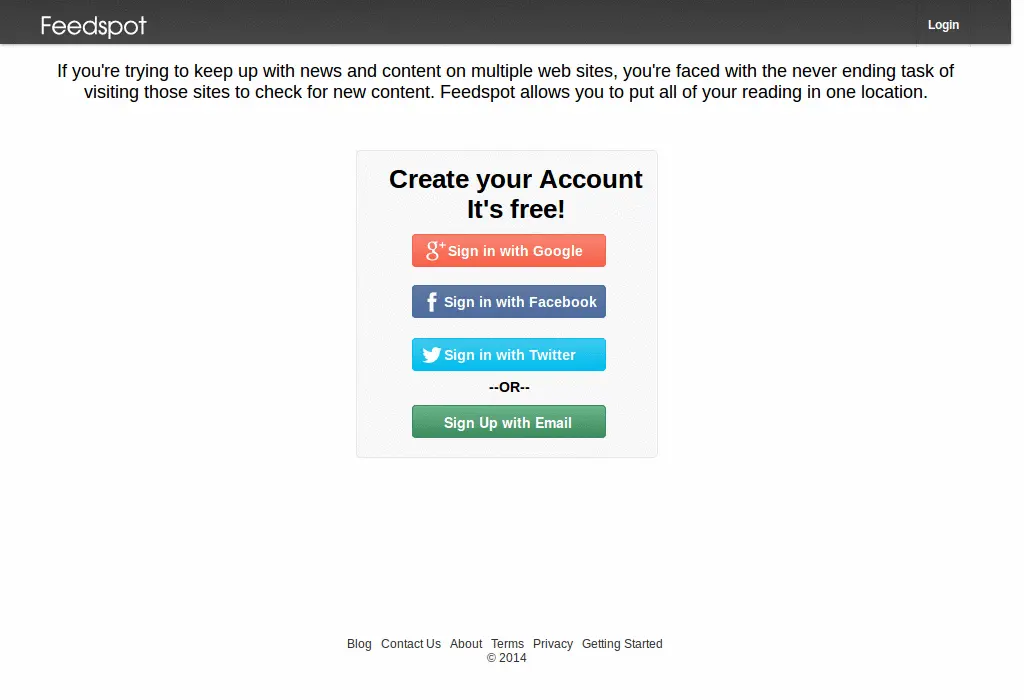 Feedspot
Login
If you're trying to keep up with news and content on multiple web sites, you're faced with the never ending task of
visiting those sites to check for new content. Feedspot allows you to put all of your reading in one location.
Create your Account
It's free!
g+ Sign in with Google
f Sign in with Facebook
Sign in with Twitter
--OR--
Sign Up with Email
Blog Contact Us About Terms Privacy Getting Started
© 2014